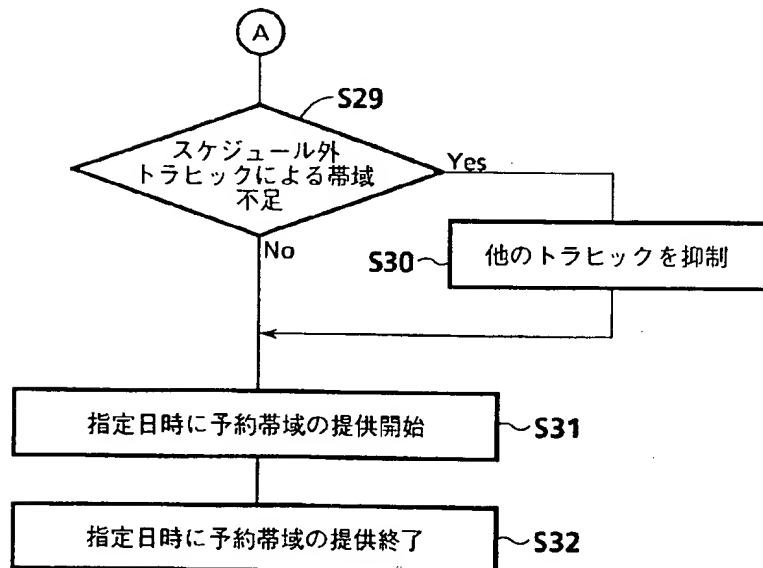 A
S29
スケジュール外
トラヒックによる帯域
不足
Yes
No
S30
他のトラヒックを抑制
指定日時に予約帯域の提供開始
S31
指定日時に予約帯域の提供終了
S32